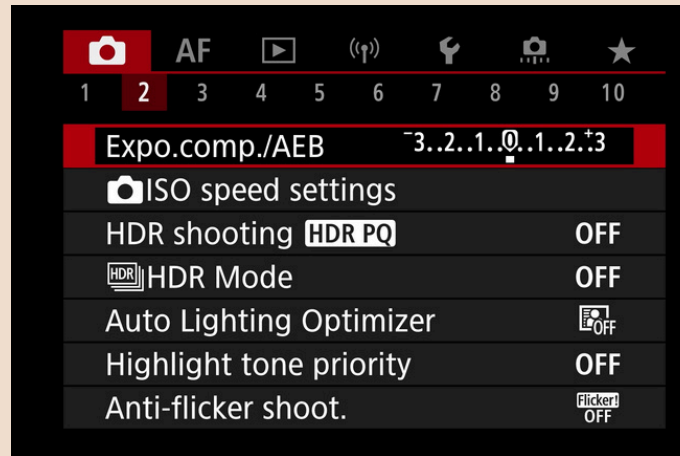 AF
1 2 3 4 5 6 7 8 9 10
Expo.comp./AEB -3..2..1..0..1..2..+3
ISO speed settings
HDR shooting HDR PQ OFF
HDR HDR Mode OFF
Auto Lighting Optimizer OFF
Highlight tone priority OFF
Anti-flicker shoot. Flicker! OFF